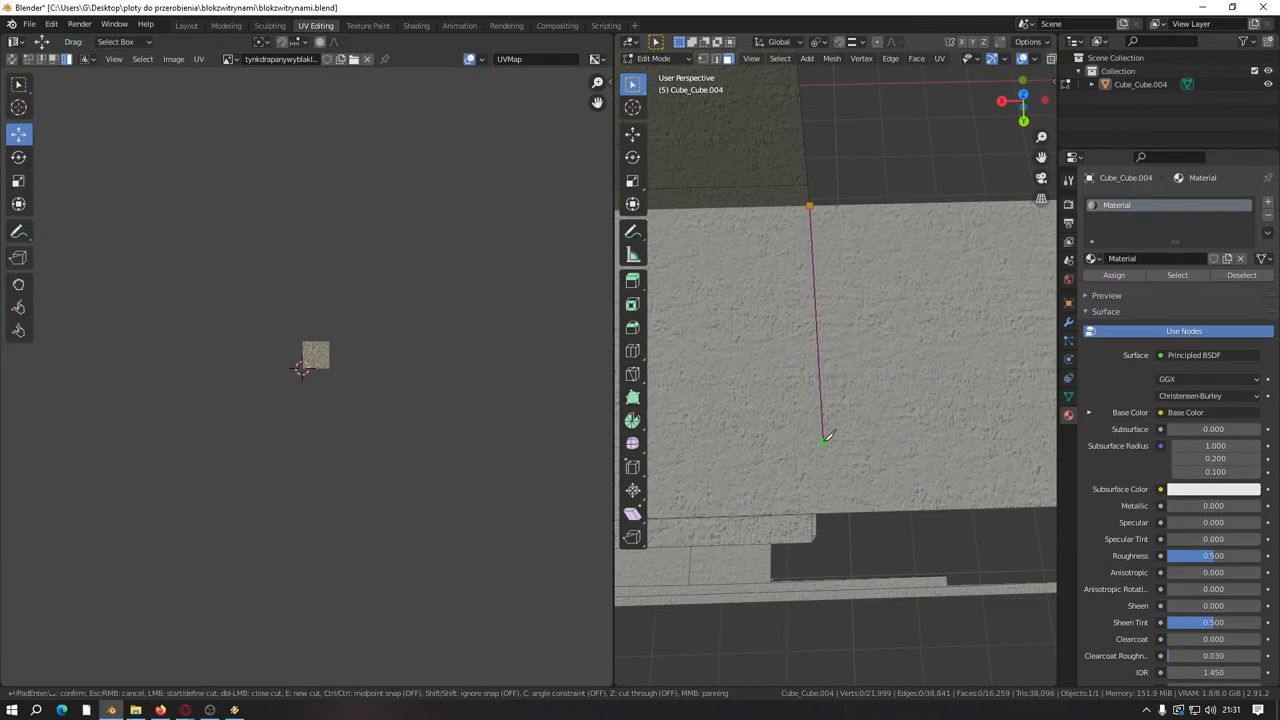 Blender* [C:\Users\G\Desktop\ploty do przerobienia\blokzwitrynami\blokzwitrynami.blend]
File Edit Render Window Help Layout Modeling Sculpting UV Editing Texture Paint Shading Animation Rendering Compositing Scripting + Scene View Layer
Drag: Select Box Global Options
View Select Image UV tynkdrapanywyblakl... UVMap Edit Mode View Select Add Mesh Vertex Edge Face UV
X Y Z
Scene Collection
Collection
Cube_Cube.004
User Perspective
(5) Cube_Cube.004
Z
X
Y
Cube_Cube.004 Material
Material
Material
Assign Select Deselect
Preview
Surface
Use Nodes
Surface Principled BSDF
GGX
Christensen-Burley
Base Color Base Color
Subsurface 0.000
Subsurface Radius 1.000
0.200
0.100
Subsurface Color
Metallic 0.000
Specular 0.000
Specular Tint 0.000
Roughness 0.500
Anisotropic 0.000
Anisotropic Rotati... 0.000
Sheen 0.000
Sheen Tint 0.500
Clearcoat 0.000
Clearcoat Roughn... 0.030
IOR 1.450
↵/PadEnter/: confirm, Esc/RMB: cancel, LMB: start/define cut, dbl-LMB: close cut, E: new cut, Ctrl/Ctrl: midpoint snap (OFF), Shift/Shift: ignore snap (OFF), C: angle constraint (OFF), Z: cut through (OFF), MMB: panning
Cube_Cube.004 | Verts:0/21,999 | Edges:0/38,841 | Faces:0/16,259 | Tris:38,096 | Objects:1/1 | Memory: 151.9 MiB | VRAM: 1.8/8.0 GiB | 2.91.2
21:31